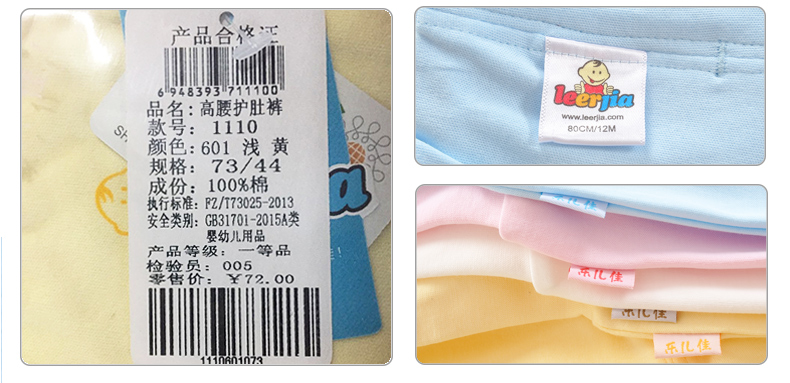 产品合格证
6 948393 711100
品名: 高腰护肚裤
款号: 1110
颜色: 601 浅 黄
规格: 73/44
成份: 100%棉
执行标准: FZ/T73025-2013
安全类别: GB31701-2015A类
婴幼儿用品
产品等级: 一等品
检验员: 005
零售价: ¥72.00
1110601073
leerjia
www.leerjia.com
80CM/12M
乐儿佳
乐儿佳
乐儿佳